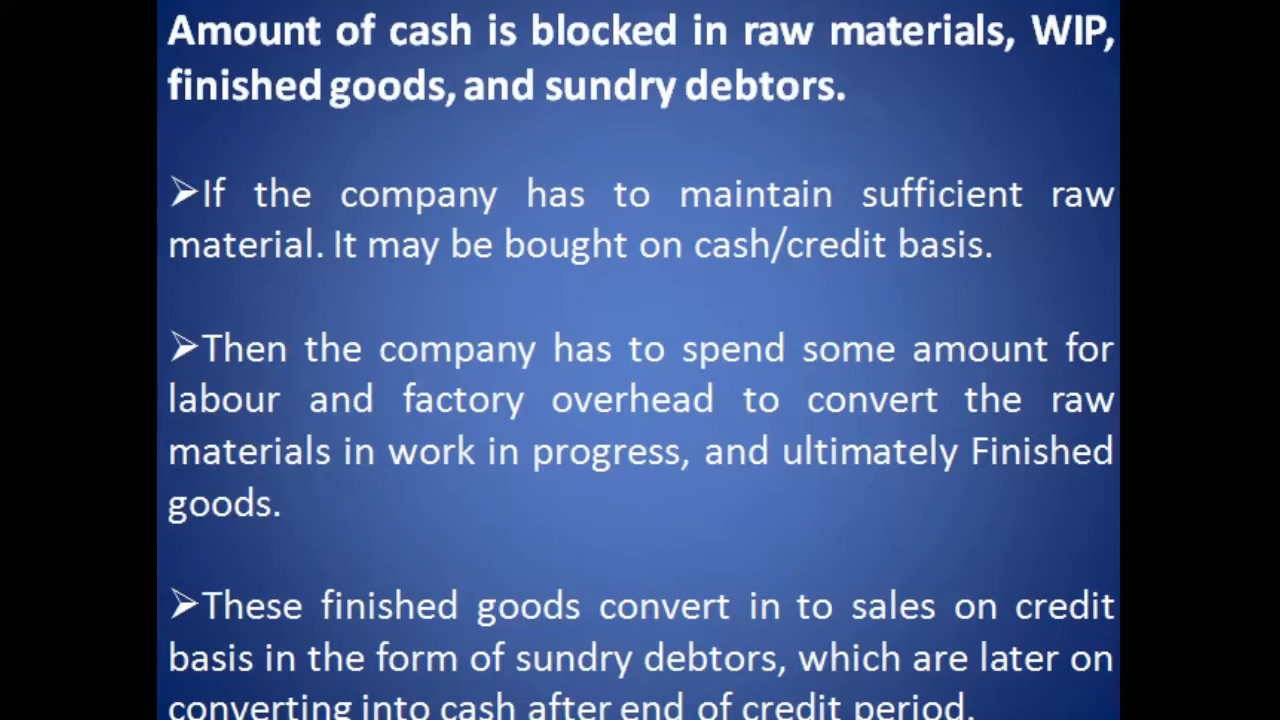 Amount of cash is blocked in raw materials, WIP,
finished goods, and sundry debtors.
➢If the company has to maintain sufficient raw
material. It may be bought on cash/credit basis.
➢Then the company has to spend some amount for
labour and factory overhead to convert the raw
materials in work in progress, and ultimately Finished
goods.
➢These finished goods convert in to sales on credit
basis in the form of sundry debtors, which are later on
converting into cash after end of credit period.